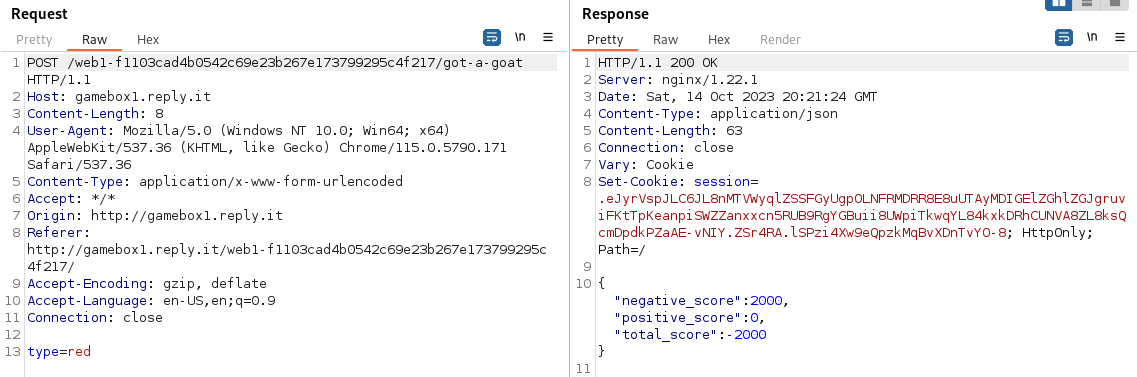 Request
Pretty Raw Hex
\n
1 POST /web1-f1103cad4b0542c69e23b267e173799295c4f217/got-a-goat
HTTP/1.1
2 Host: gamebox1.reply.it
3 Content-Length: 8
4 User-Agent: Mozilla/5.0 (Windows NT 10.0; Win64; x64)
AppleWebKit/537.36 (KHTML, like Gecko) Chrome/115.0.5790.171
Safari/537.36
5 Content-Type: application/x-www-form-urlencoded
6 Accept: */*
7 Origin: http://gamebox1.reply.it
8 Referer:
http://gamebox1.reply.it/web1-f1103cad4b0542c69e23b267e173799295c
4f217/
9 Accept-Encoding: gzip, deflate
10 Accept-Language: en-US,en;q=0.9
11 Connection: close
12
13 type=red
Response
Pretty Raw Hex Render
\n
1 HTTP/1.1 200 OK
2 Server: nginx/1.22.1
3 Date: Sat, 14 Oct 2023 20:21:24 GMT
4 Content-Type: application/json
5 Content-Length: 63
6 Connection: close
7 Vary: Cookie
8 Set-Cookie: session=
.eJyrVspJLC6JL8nMTVWyqlZSSFGyUgpOLNFRMDRR8E8uUTAyMDIGElZGhlZGJgruv
iFKtTpKeanpiSWZZanxxcn5RUB9RgYGBuii8UWpiTkwqYL84kxkDRhCUNVA8ZL8ksQ
cmDpdkPZaAE-vNIY.ZSr4RA.lSPzi4Xw9eQpzkMqBvXDnTvYO-8; HttpOnly;
Path=/
9
10 {
"negative_score":2000,
"positive_score":0,
"total_score":-2000
}
11